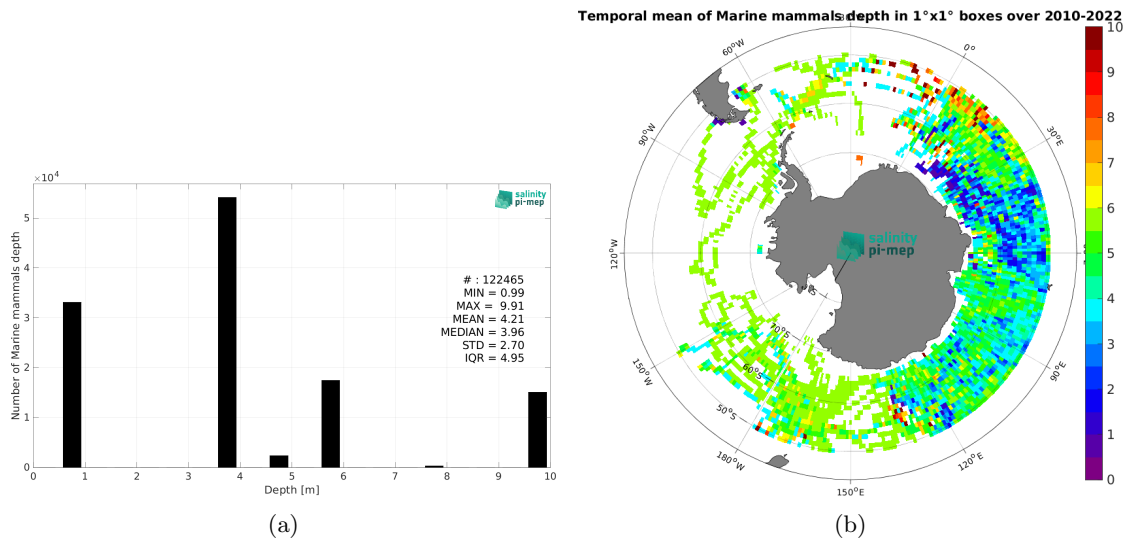 ×10⁴
5
4
3
2
1
0
Number of Marine mammals depth
salinity
pi-mep
# : 122465
MIN = 0.99
MAX = 9.91
MEAN = 4.21
MEDIAN = 3.96
STD = 2.70
IQR = 4.95
0 1 2 3 4 5 6 7 8 9 10
Depth [m]
(a)
Temporal mean of Marine mammals depth in 1°x1° boxes over 2010-2022
60°W
0°
90°W
30°E
120°W
salinity
pi-mep
70°S
60°S
50°S
150°W
90°E
180°W
120°E
150°E
10
9
8
7
6
5
4
3
2
1
0
(b)